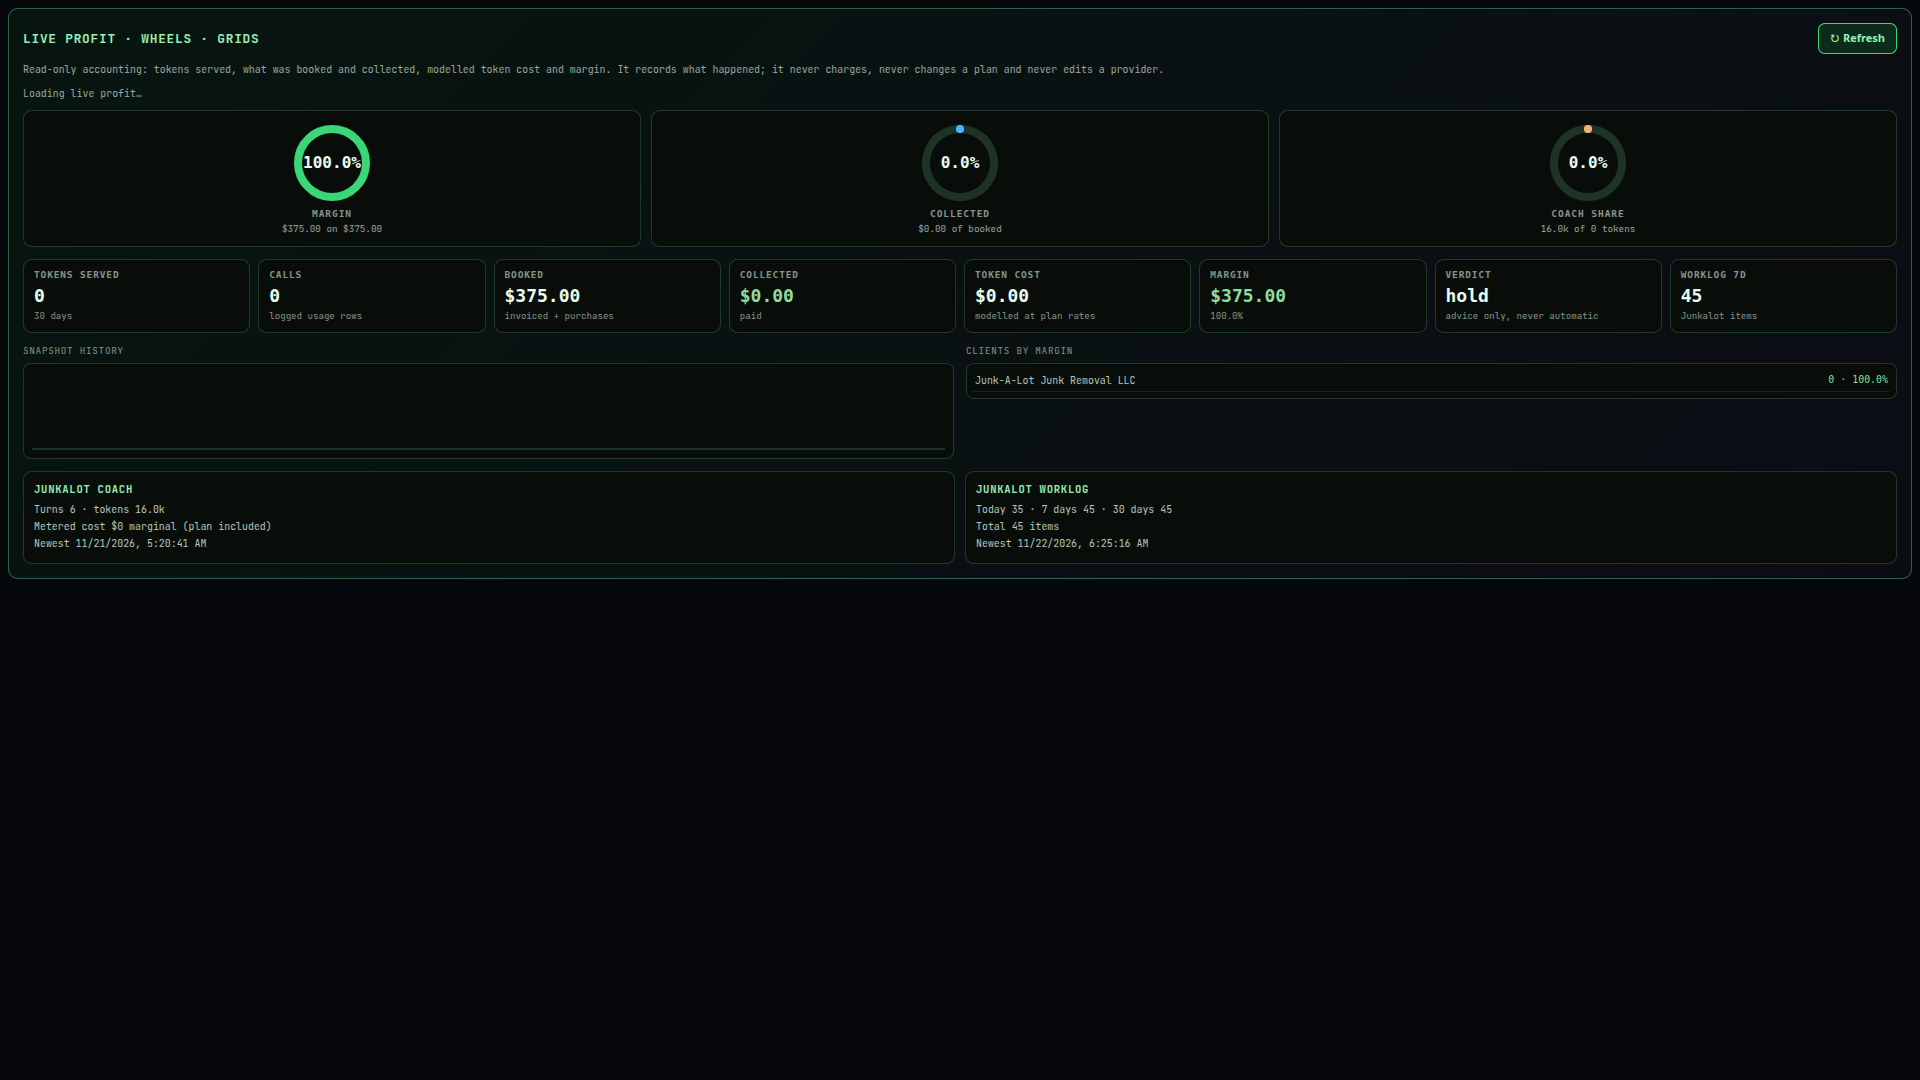 LIVE PROFIT · WHEELS · GRIDS
↻ Refresh
Read-only accounting: tokens served, what was booked and collected, modelled token cost and margin. It records what happened; it never charges, never changes a plan and never edits a provider.
Loading live profit…
100.0%
MARGIN
$375.00 on $375.00
0.0%
COLLECTED
$0.00 of booked
0.0%
COACH SHARE
16.0k of 0 tokens
TOKENS SERVED
0
30 days
CALLS
0
logged usage rows
BOOKED
$375.00
invoiced + purchases
COLLECTED
$0.00
paid
TOKEN COST
$0.00
modelled at plan rates
MARGIN
$375.00
100.0%
VERDICT
hold
advice only, never automatic
WORKLOG 7D
45
Junkalot items
SNAPSHOT HISTORY
CLIENTS BY MARGIN
Junk-A-Lot Junk Removal LLC
0 · 100.0%
JUNKALOT COACH
Turns 6 · tokens 16.0k
Metered cost $0 marginal (plan included)
Newest 11/21/2026, 5:20:41 AM
JUNKALOT WORKLOG
Today 35 · 7 days 45 · 30 days 45
Total 45 items
Newest 11/22/2026, 6:25:16 AM